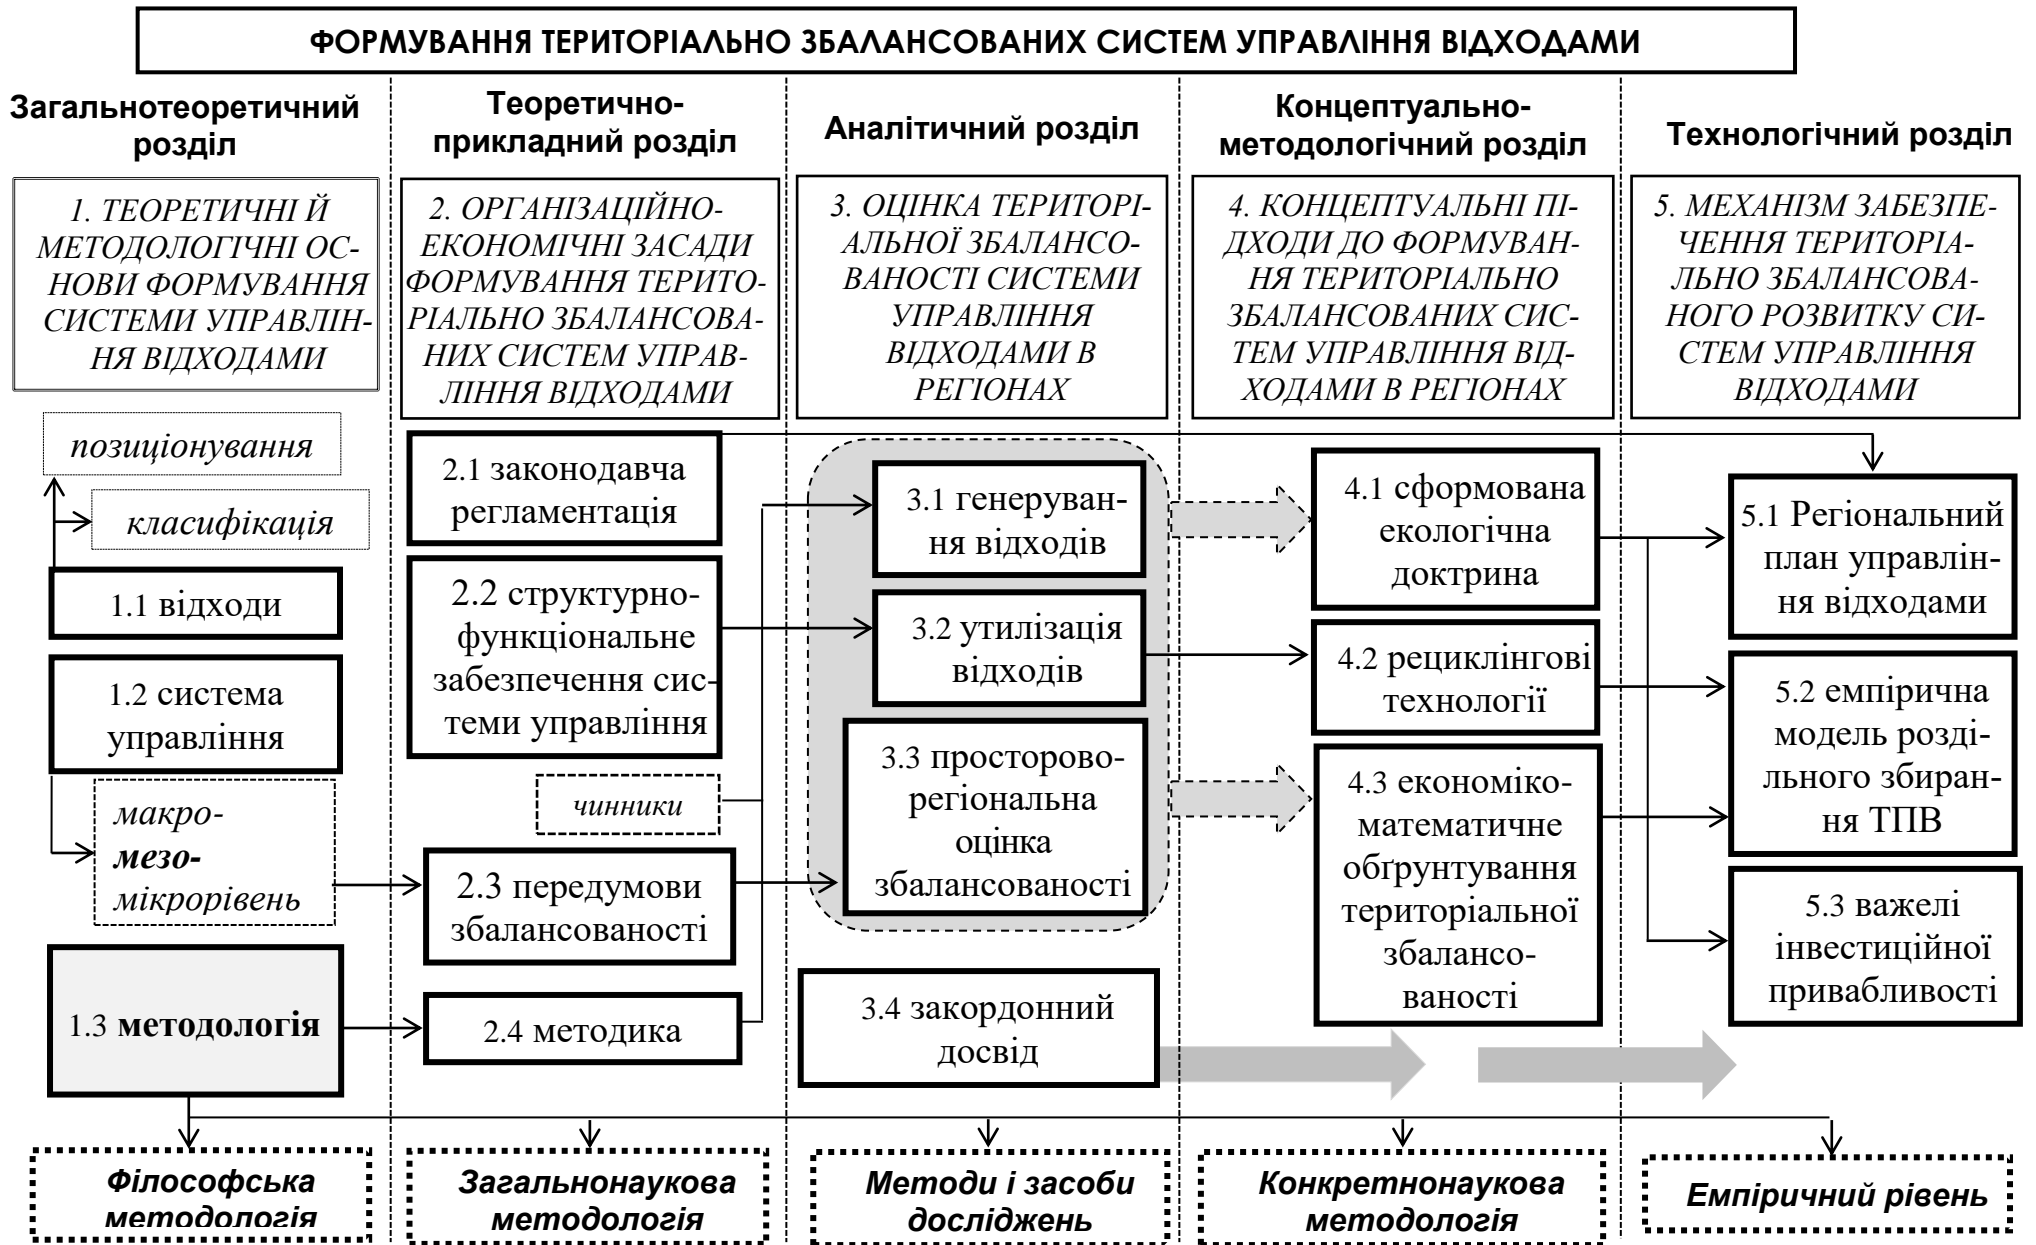 ФОРМУВАННЯ ТЕРИТОРІАЛЬНО ЗБАЛАНСОВАНИХ СИСТЕМ УПРАВЛІННЯ ВІДХОДАМИ
Загальнотеоретичний
розділ
1. ТЕОРЕТИЧНІ Й
МЕТОДОЛОГІЧНІ ОС-
НОВИ ФОРМУВАННЯ
СИСТЕМИ УПРАВЛІН-
НЯ ВІДХОДАМИ
позиціонування
класифікація
1.1 відходи
1.2 система
управління
макро-
мезо-
мікрорівень
1.3 методологія
Філософська
методологія
Теоретично-
прикладний розділ
2. ОРГАНІЗАЦІЙНО-
ЕКОНОМІЧНІ ЗАСАДИ
ФОРМУВАННЯ ТЕРИТО-
РІАЛЬНО ЗБАЛАНСОВА-
НИХ СИСТЕМ УПРАВ-
ЛІННЯ ВІДХОДАМИ
2.1 законодавча
регламентація
2.2 структурно-
функціональне
забезпечення сис-
теми управління
чинники
2.3 передумови
збалансованості
2.4 методика
Загальнонаукова
методологія
Аналітичний розділ
3. ОЦІНКА ТЕРИТОРІ-
АЛЬНОЇ ЗБАЛАНСО-
ВАНОСТІ СИСТЕМИ
УПРАВЛІННЯ
ВІДХОДАМИ В
РЕГІОНАХ
3.1 генеруван-
ня відходів
3.2 утилізація
відходів
3.3 просторово-
регіональна
оцінка
збалансованості
3.4 закордонний
досвід
Методи і засоби
досліджень
Концептуально-
методологічний розділ
4. КОНЦЕПТУАЛЬНІ ПІ-
ДХОДИ ДО ФОРМУВАН-
НЯ ТЕРИТОРІАЛЬНО
ЗБАЛАНСОВАНИХ СИС-
ТЕМ УПРАВЛІННЯ ВІД-
ХОДАМИ В РЕГІОНАХ
4.1 сформована
екологічна
доктрина
4.2 рециклінгові
технології
4.3 економіко-
математичне
обґрунтування
територіальної
збалансо-
ваності
Конкретнонаукова
методологія
Технологічний розділ
5. МЕХАНІЗМ ЗАБЕЗПЕ-
ЧЕННЯ ТЕРИТОРІА-
ЛЬНО ЗБАЛАНСОВА-
НОГО РОЗВИТКУ СИ-
СТЕМ УПРАВЛІННЯ
ВІДХОДАМИ
5.1 Регіональний
план управлін-
ня відходами
5.2 емпірична
модель розді-
льного збиран-
ня ТПВ
5.3 важелі
інвестиційної
привабливості
Емпіричний рівень